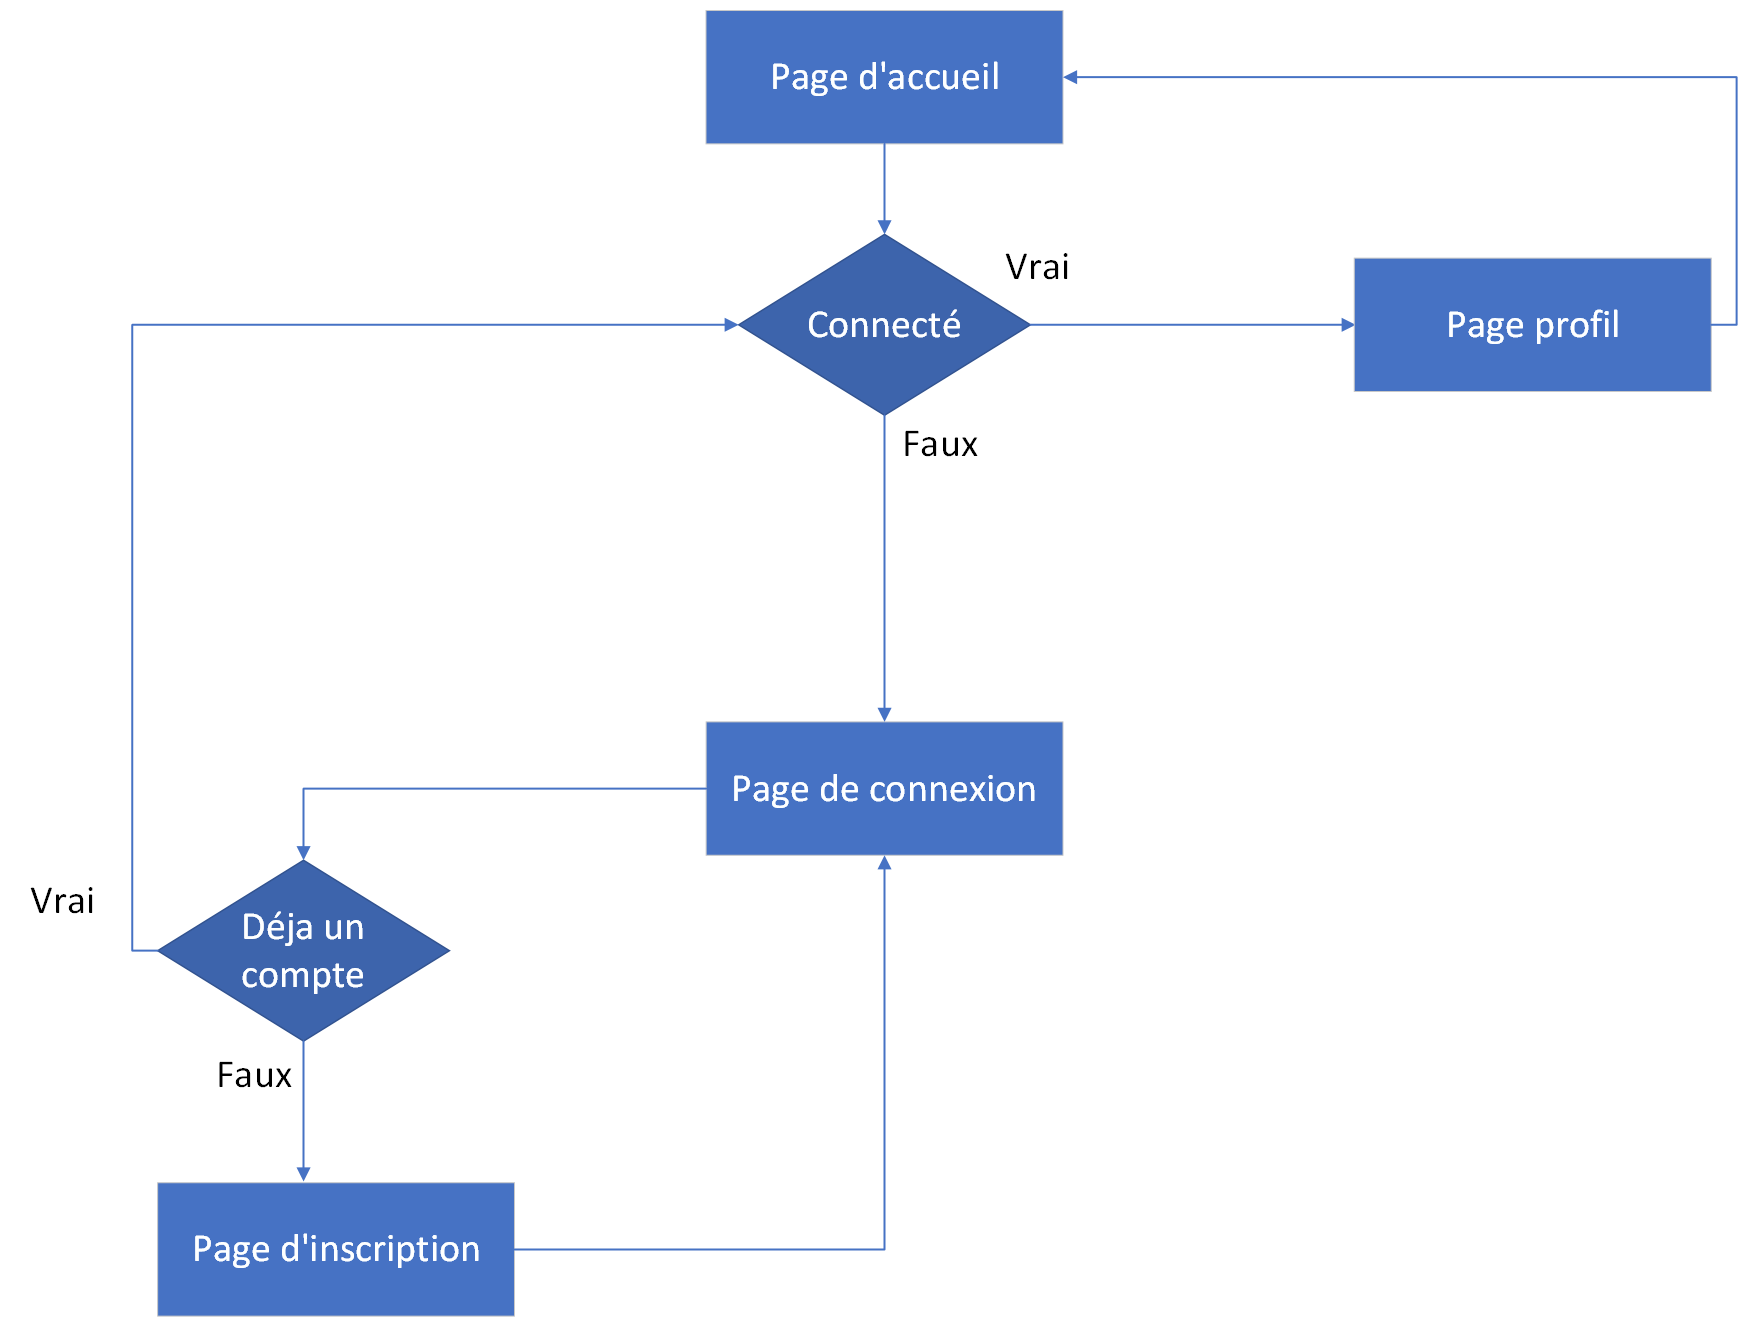 Page d'accueil
Vrai
Connecté
Page profil
Faux
Page de connexion
Vrai
Déja un
compte
Faux
Page d'inscription